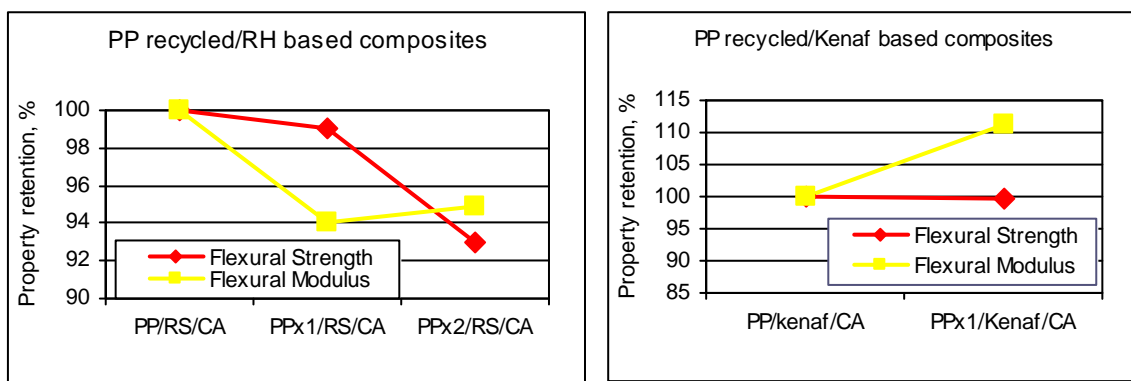 PP recycled/RH based composites
Property retention, %
100
98
96
94
92
90
Flexural Strength
Flexural Modulus
PP/RS/CA PPx1/RS/CA PPx2/RS/CA
PP recycled/Kenaf based composites
Property retention, %
115
110
105
100
95
90
85
Flexural Strength
Flexural Modulus
PP/kenaf/CA PPx1/Kenaf/CA